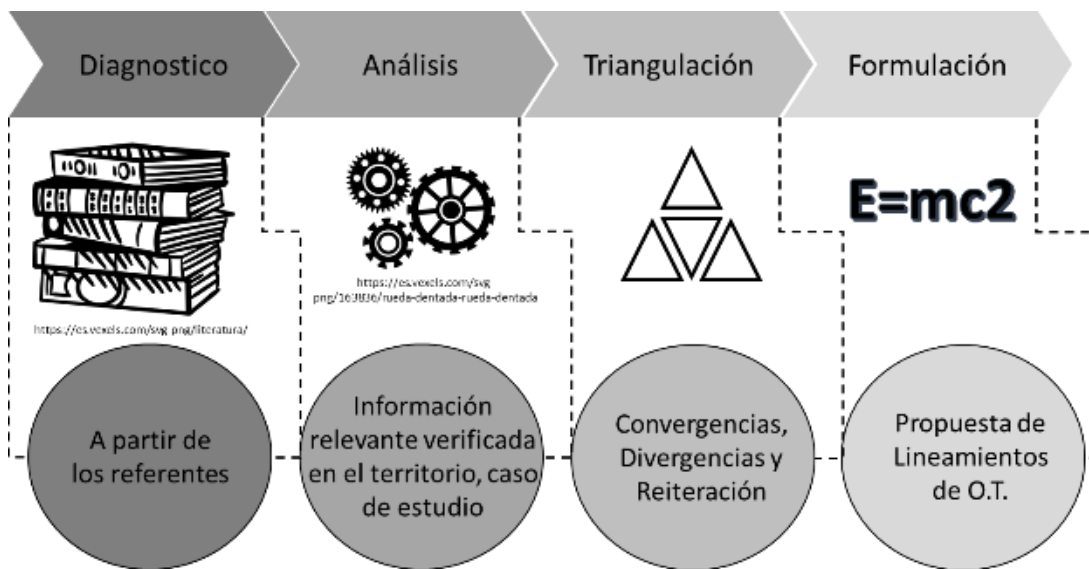 Diagnostico
Análisis
Triangulación
Formulación
E=mc2
https://es.vexels.com/svg
png/163836/rueda-dentada-rueda-dentada
https://es.vexels.com/svg png/literatura/
A partir de
los referentes
Información
relevante verificada
en el territorio, caso
de estudio
Convergencias,
Divergencias y
Reiteración
Propuesta de
Lineamientos
de O.T.